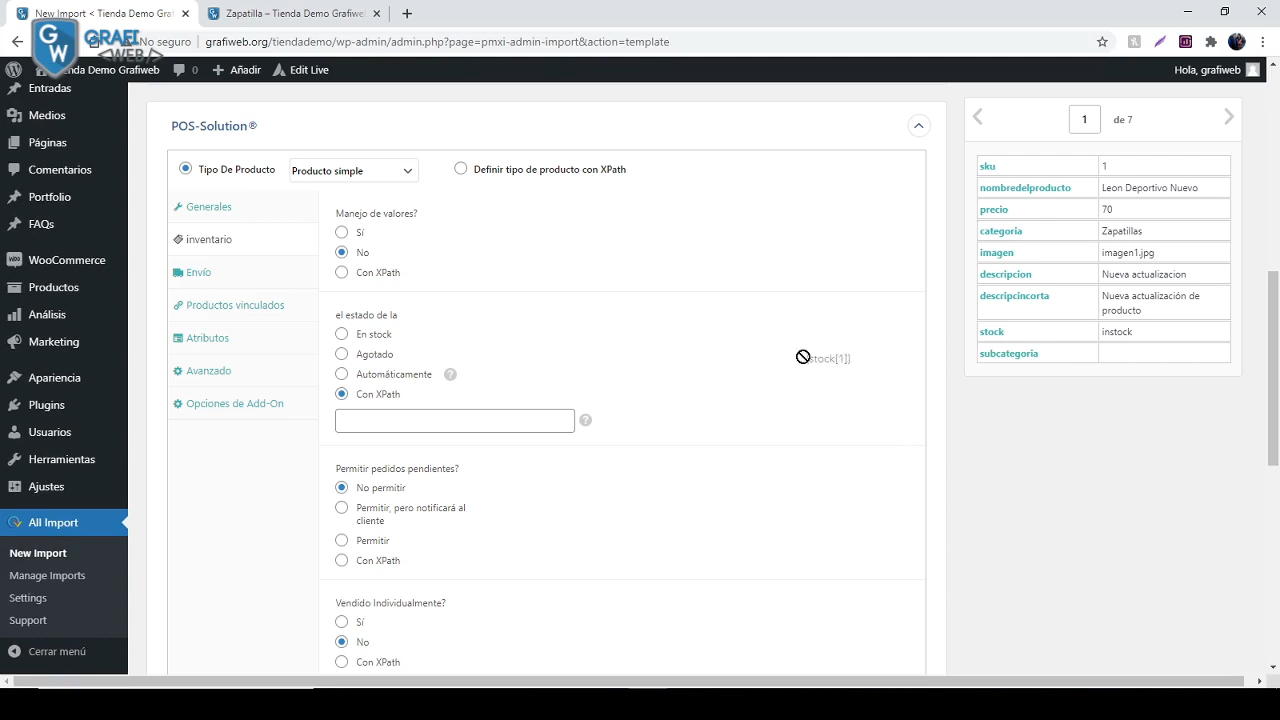 New Import < Tienda Demo Grafiw
Zapatilla – Tienda Demo Grafiwe
GW GRAFI
WEB/>
No seguro
grafiweb.org/tiendademo/wp-admin/admin.php?page=pmxi-admin-import&action=template
enda Demo Grafiweb
0
Añadir
Edit Live
Hola, grafiweb
Entradas
Medios
Páginas
Comentarios
Portfolio
FAQs
WooCommerce
Productos
Análisis
Marketing
Apariencia
Plugins
Usuarios
Herramientas
Ajustes
All Import
New Import
Manage Imports
Settings
Support
Cerrar menú
POS-Solution®
Tipo De Producto
Producto simple
Definir tipo de producto con XPath
Generales
inventario
Envío
Productos vinculados
Atributos
Avanzado
Opciones de Add-On
Manejo de valores?
Sí
No
Con XPath
el estado de la
En stock
Agotado
Automáticamente ?
Con XPath
?
stock[1]}
Permitir pedidos pendientes?
No permitir
Permitir, pero notificará al
cliente
Permitir
Con XPath
Vendido Individualmente?
Sí
No
Con XPath
1 de 7
sku 1
nombredelproducto Leon Deportivo Nuevo
precio 70
categoria Zapatillas
imagen imagen1.jpg
descripcion Nueva actualizacion
descripcincorta Nueva actualización de
producto
stock instock
subcategoria